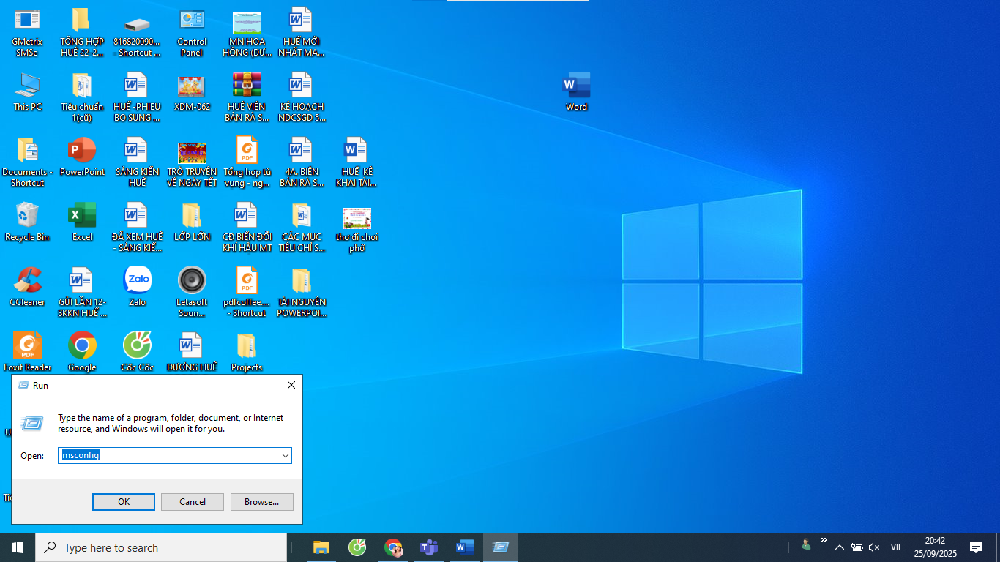 GMetrix
SMSe
TỔNG HỢP
HUẾ 22-2...
816820090...
- Shortcut ...
Control
Panel
MN HOA
HỒNG (DƯ...
HUẾ MỚI
NHẤT MA...
This PC
Tiêu chuẩn
1(cũ)
HUẾ -PHIEU
BO SUNG ...
XDM-062
HUẾ VIÊN
BẢN RA S...
KẾ HOẠCH
NDCSGD 5...
Word
Documents -
Shortcut
PowerPoint
SÁNG KIẾN
HUẾ
TRÒ TRUYỆN
VỀ NGÀY TẾT
Tổng hợp từ
vựng - ng...
4A. BIÊN
BẢN RA S...
HUẾ KÊ
KHAI TÀI...
Recycle Bin
Excel
ĐÃ XEM HUẾ
- SÁNG KIẾ...
LỚP LỚN
CĐ BIẾN ĐỔI
KHÍ HẬU MT
CÁC MỤC
TIÊU CHÍ S...
thơ đi chơi
phố
CCleaner
GỬI LẦN 12-
SKKN HUẾ ...
Zalo
Letasoft
Soun...
pdfcoffee....
- Shortcut
TÀI NGUYÊN
POWERPOI...
Foxit Reader
Google
Cốc Cốc
DƯƠNG HUẾ
Projects
Run
Type the name of a program, folder, document, or Internet
resource, and Windows will open it for you.
Open:
msconfig
OK
Cancel
Browse...
Type here to search
VIE
20:42
25/09/2025